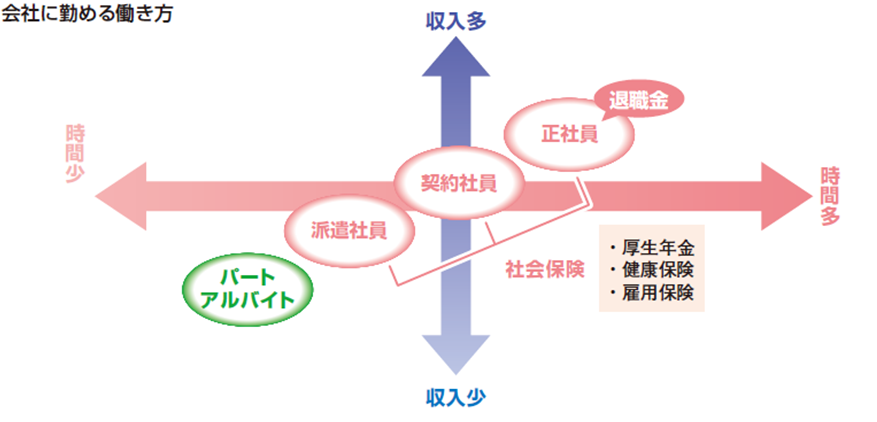 会社に勤める働き方
収入多
退職金
正社員
時間少
契約社員
時間多
派遣社員
社会保険
・厚生年金
・健康保険
・雇用保険
パート
アルバイト
収入少